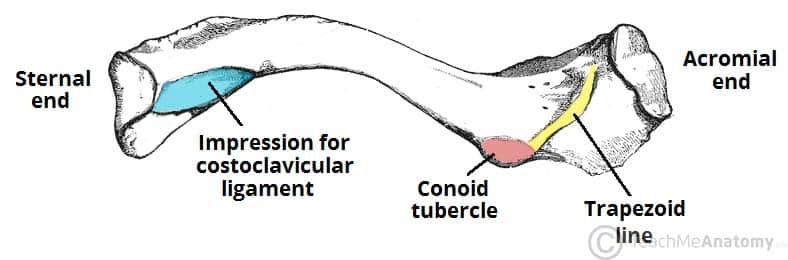 Sternal
end
Impression for
costoclavicular
ligament
Conoid
tubercle
Trapezoid
line
Acromial
end
© TeachMeAnatomy